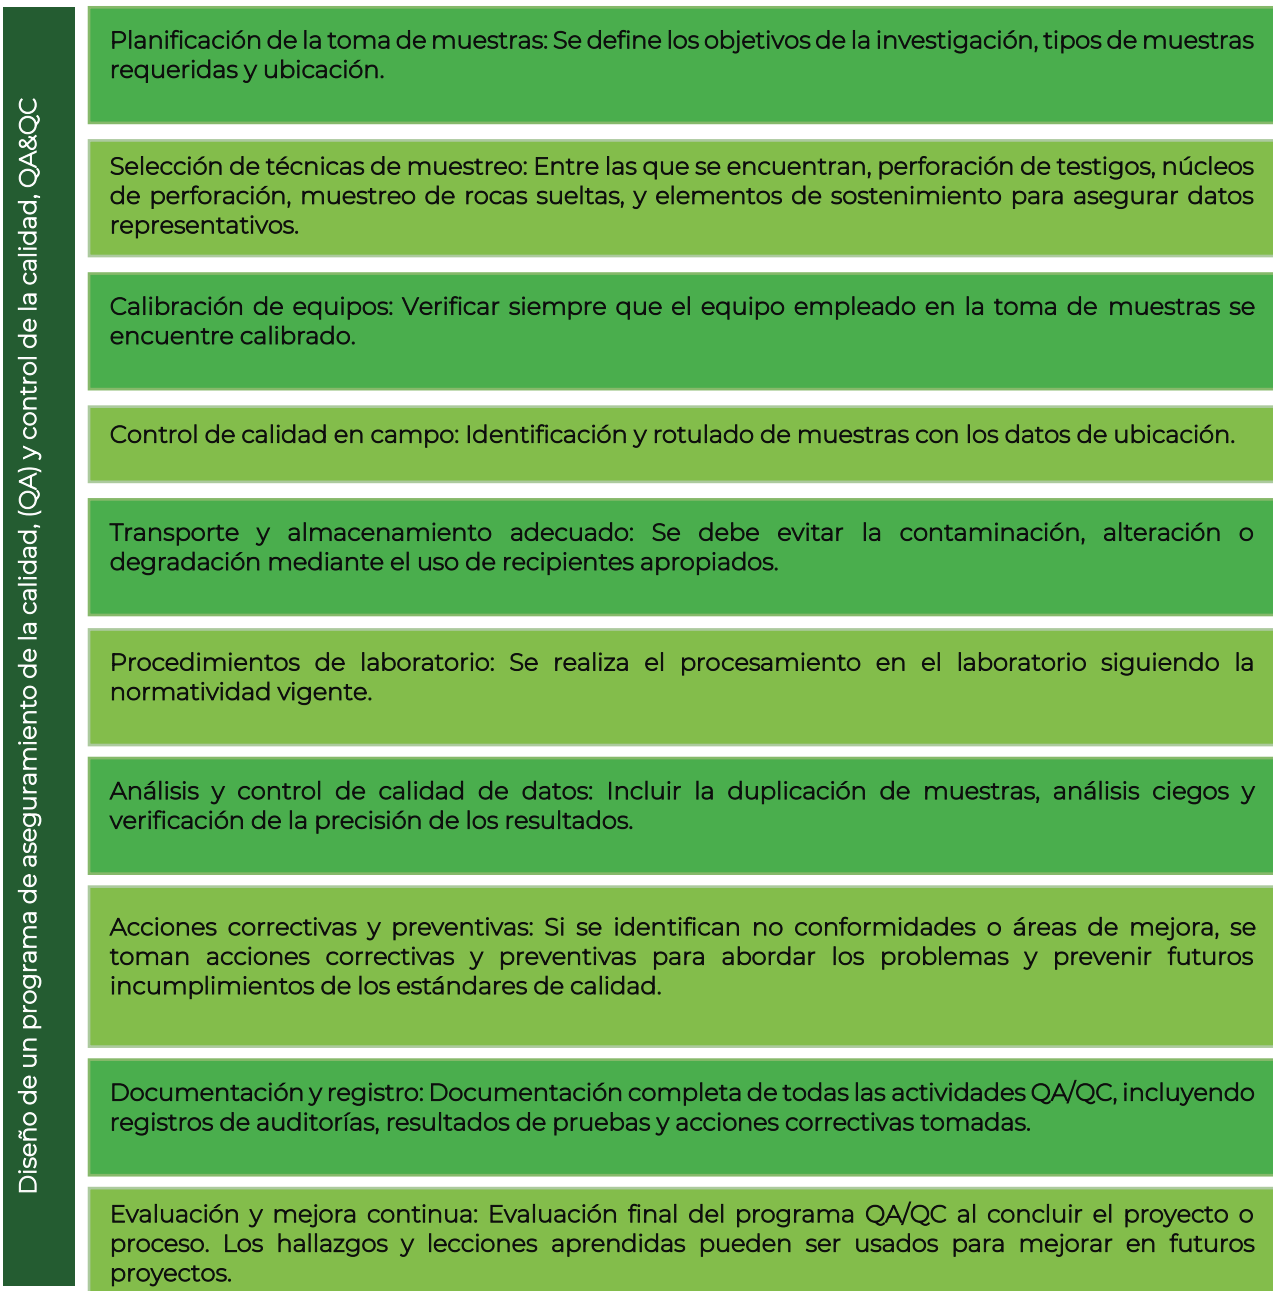 Diseño de un programa de aseguramiento de la calidad, (QA) y control de la calidad, QA&QC
Planificación de la toma de muestras: Se define los objetivos de la investigación, tipos de muestras
requeridas y ubicación.
Selección de técnicas de muestreo: Entre las que se encuentran, perforación de testigos, núcleos
de perforación, muestreo de rocas sueltas, y elementos de sostenimiento para asegurar datos
representativos.
Calibración de equipos: Verificar siempre que el equipo empleado en la toma de muestras se
encuentre calibrado.
Control de calidad en campo: Identificación y rotulado de muestras con los datos de ubicación.
Transporte y almacenamiento adecuado: Se debe evitar la contaminación, alteración o
degradación mediante el uso de recipientes apropiados.
Procedimientos de laboratorio: Se realiza el procesamiento en el laboratorio siguiendo la
normatividad vigente.
Análisis y control de calidad de datos: Incluir la duplicación de muestras, análisis ciegos y
verificación de la precisión de los resultados.
Acciones correctivas y preventivas: Si se identifican no conformidades o áreas de mejora, se
toman acciones correctivas y preventivas para abordar los problemas y prevenir futuros
incumplimientos de los estándares de calidad.
Documentación y registro: Documentación completa de todas las actividades QA/QC, incluyendo
registros de auditorías, resultados de pruebas y acciones correctivas tomadas.
Evaluación y mejora continua: Evaluación final del programa QA/QC al concluir el proyecto o
proceso. Los hallazgos y lecciones aprendidas pueden ser usados para mejorar en futuros
proyectos.